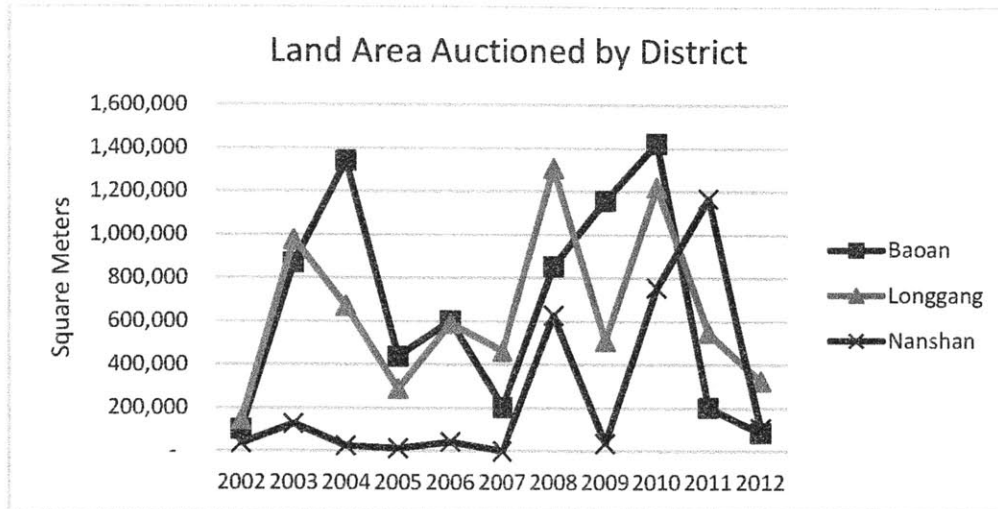 Land Area Auctioned by District
Square Meters
1,600,000
1,400,000
1,200,000
1,000,000
800,000
600,000
400,000
200,000
-
2002 2003 2004 2005 2006 2007 2008 2009 2010 2011 2012
Baoan
Longgang
Nanshan